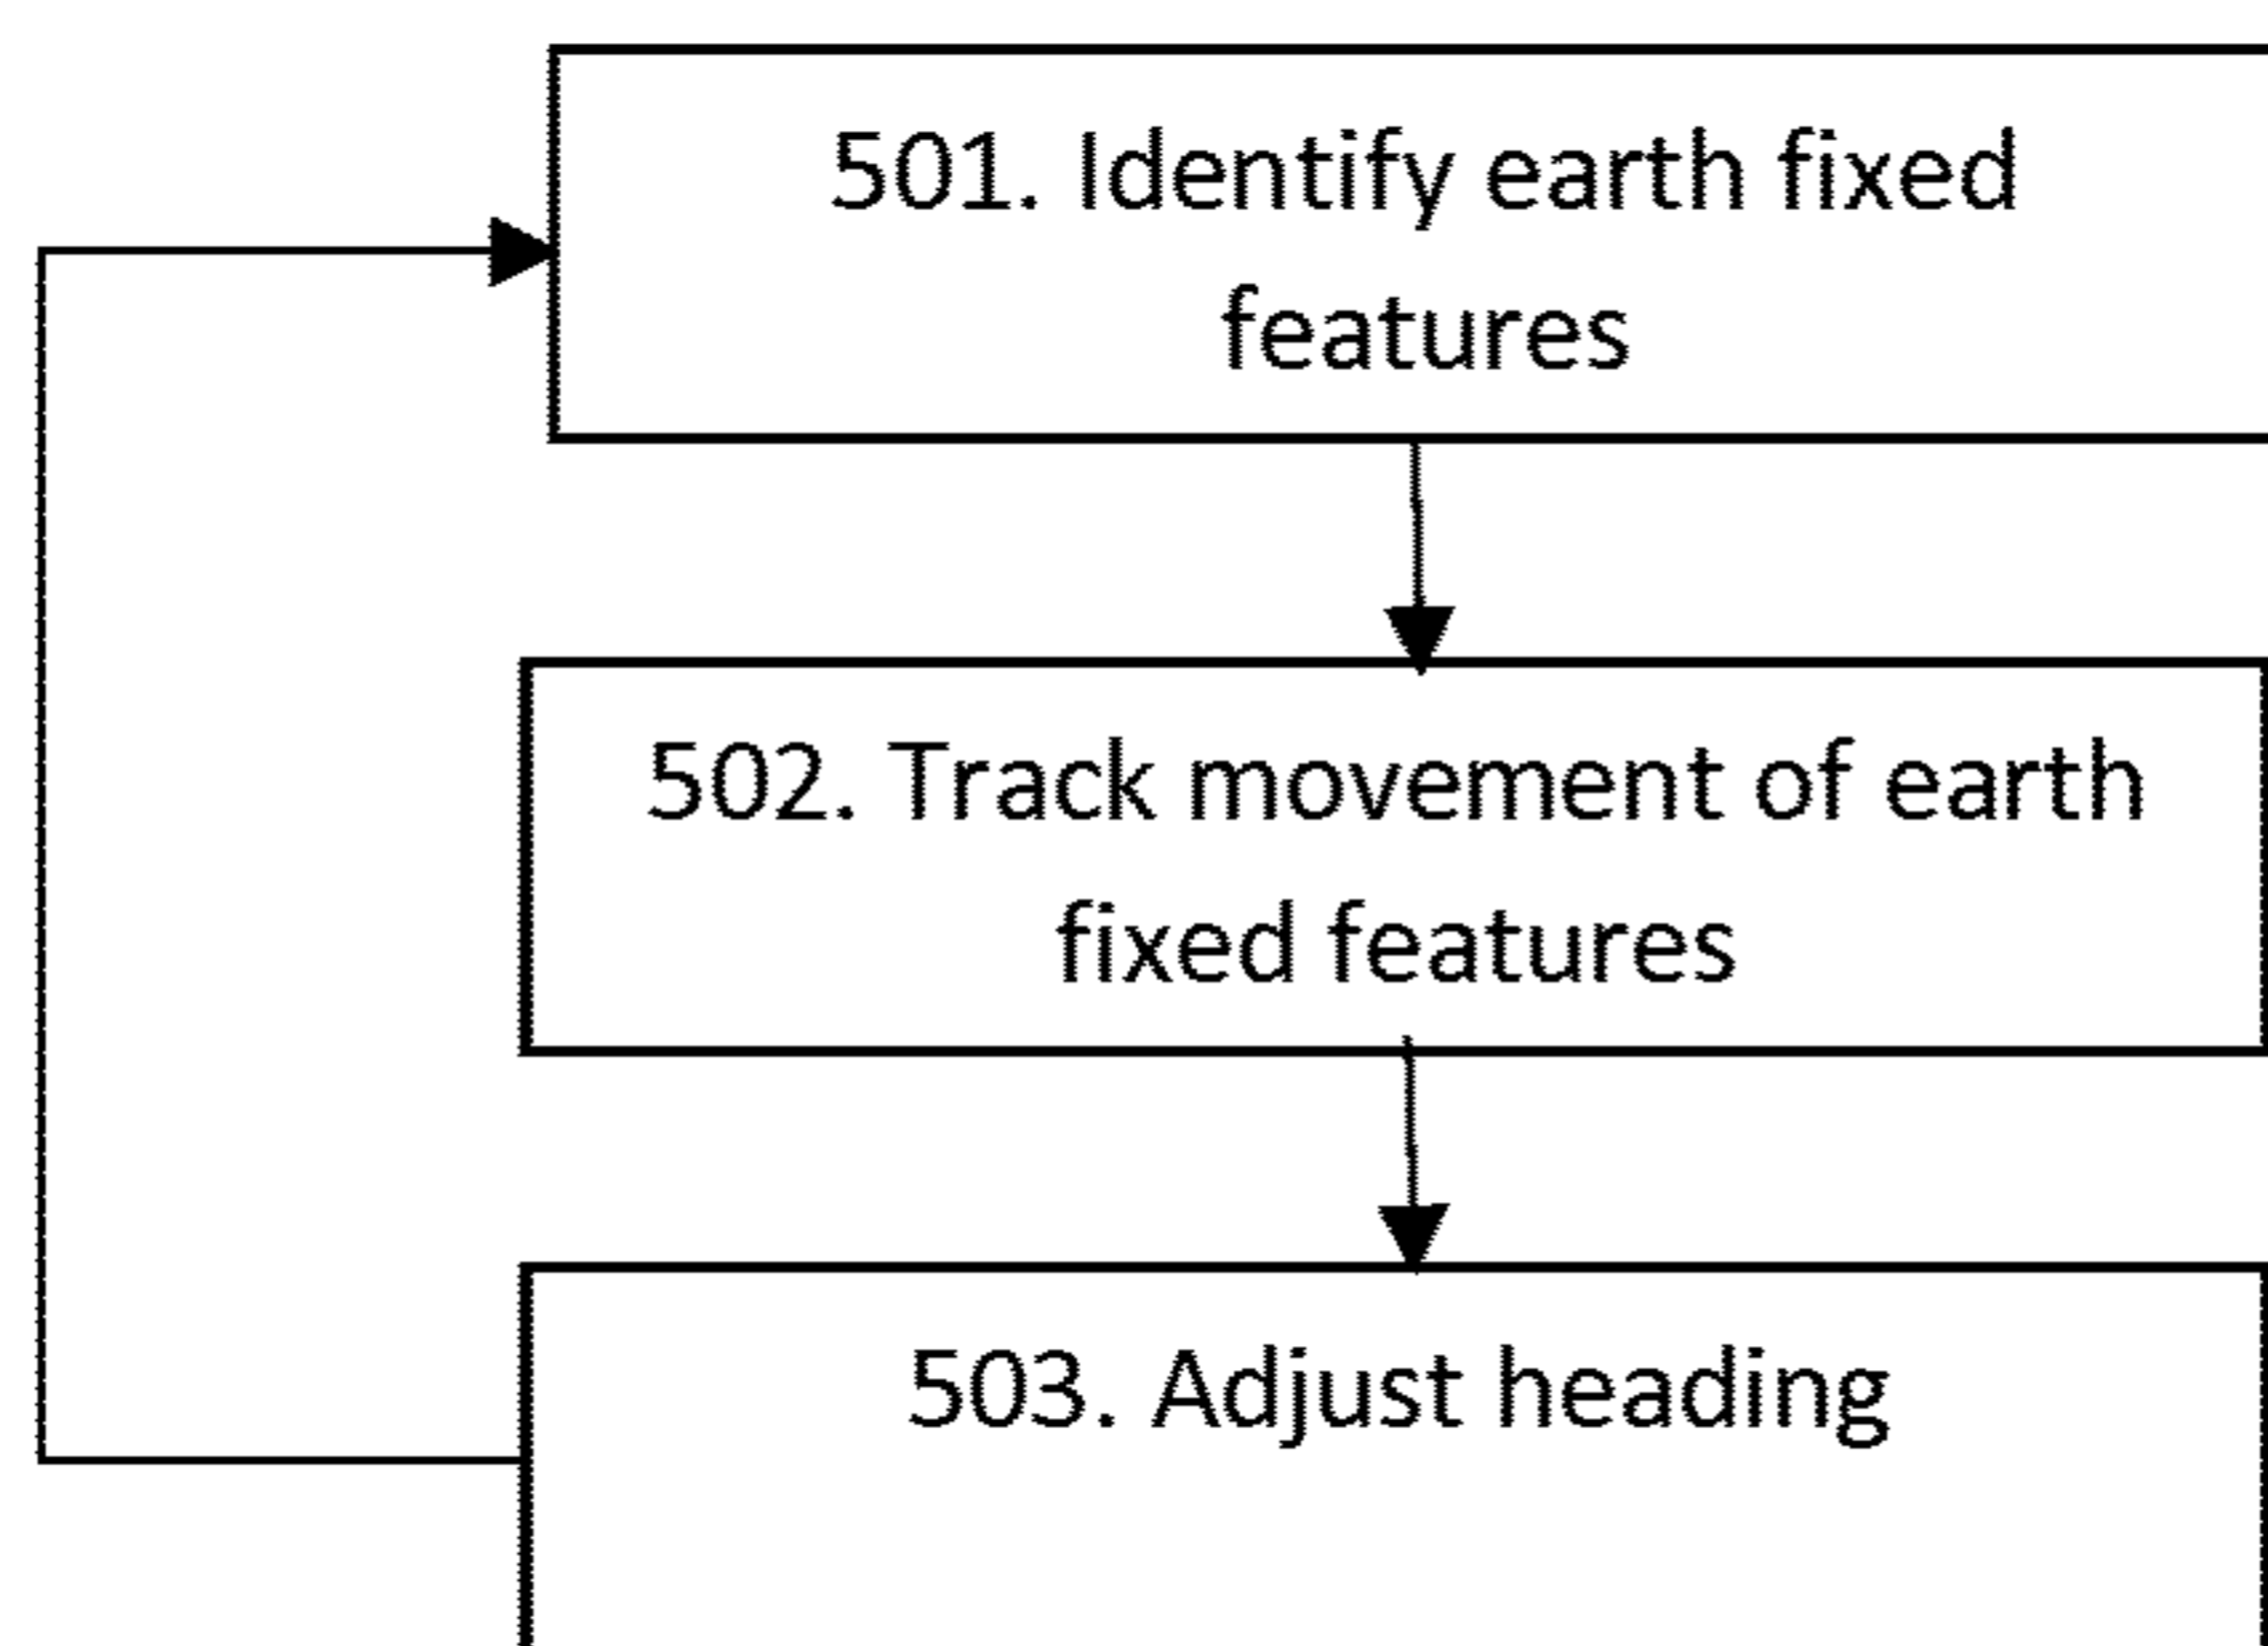 501. Identify earth fixed
features
502. Track movement of earth
fixed features
503. Adjust heading